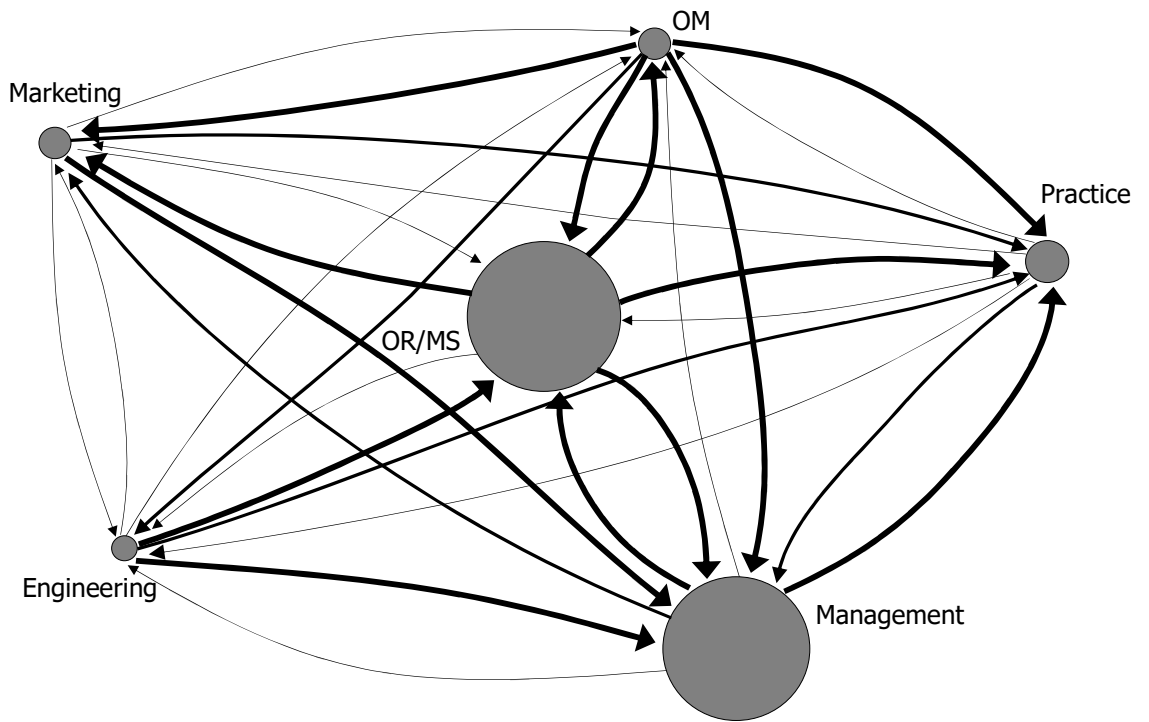 OM
Marketing
Practice
OR/MS
Engineering
Management